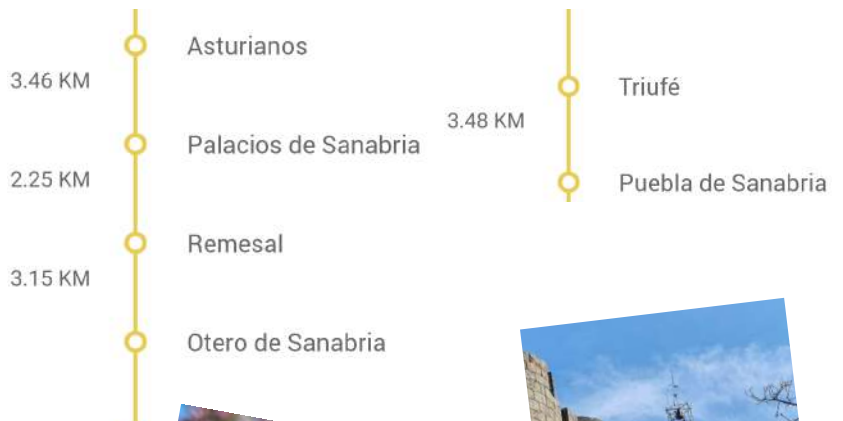 Asturianos
3.46 KM
Palacios de Sanabria
2.25 KM
Remesal
3.15 KM
Otero de Sanabria
Triufé
3.48 KM
Puebla de Sanabria